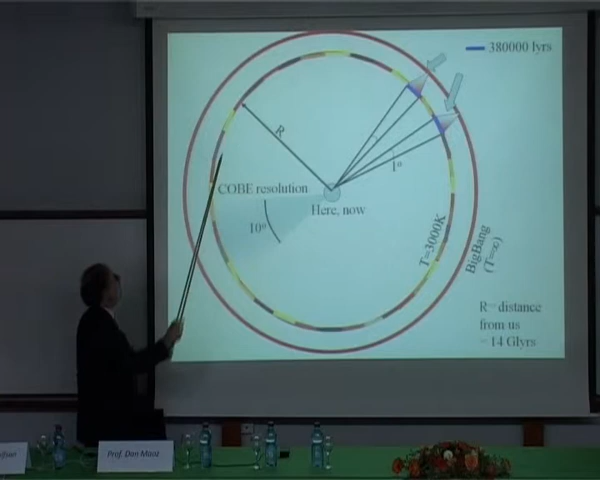 380000 lyrs
R
1°
COBE resolution
Here, now
10°
T=3000K
BigBang
(T=∞)
R= distance
from us
14 Glyrs
Prof. Dan Maoz